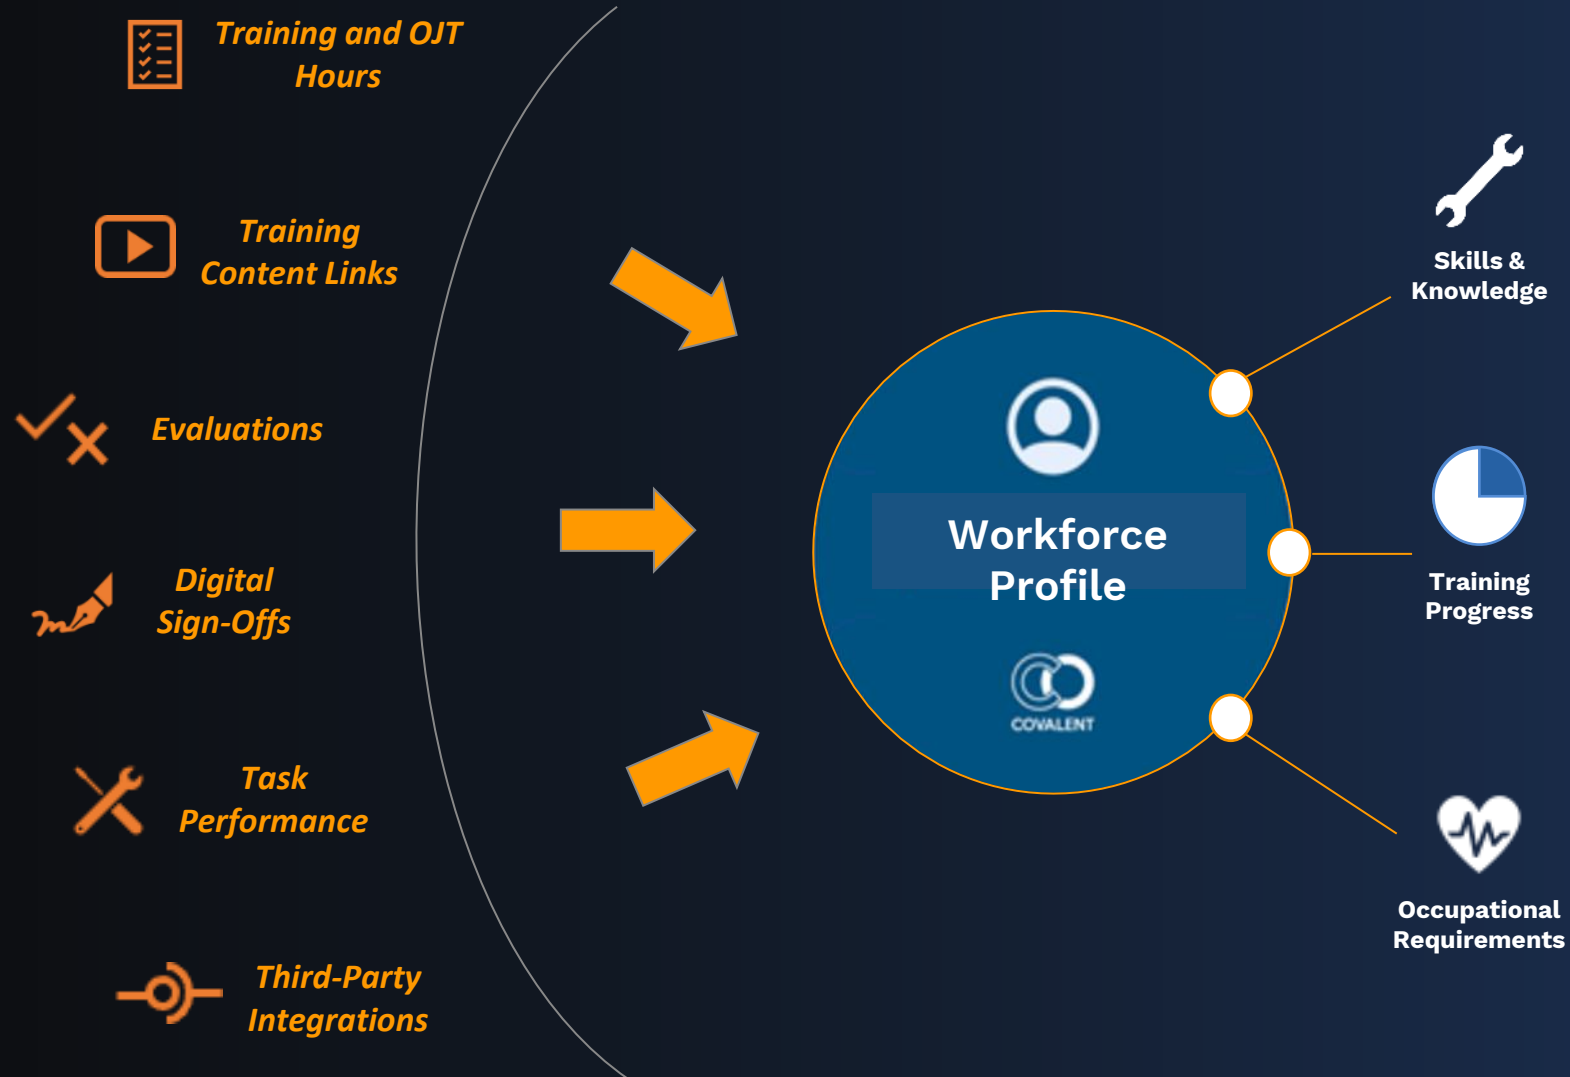 Training and OJT
Hours
Training
Content Links
Evaluations
Digital
Sign-Offs
Task
Performance
Third-Party
Integrations
Workforce
Profile
COVALENT
Skills &
Knowledge
Training
Progress
Occupational
Requirements